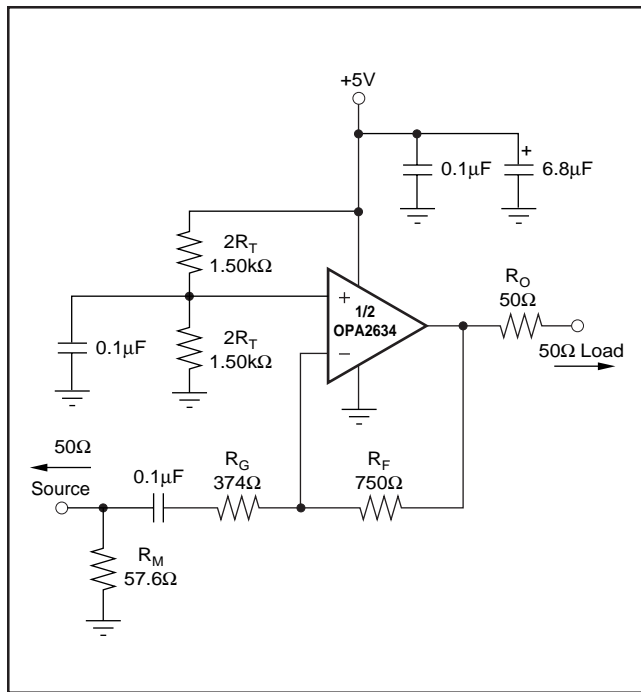 +5V
+
0.1μF
6.8μF
2R_T
1.50kΩ
+
1/2
OPA2634
−
R_O
50Ω
0.1μF
2R_T
1.50kΩ
50Ω Load
50Ω
Source
0.1μF
R_G
374Ω
R_F
750Ω
R_M
57.6Ω